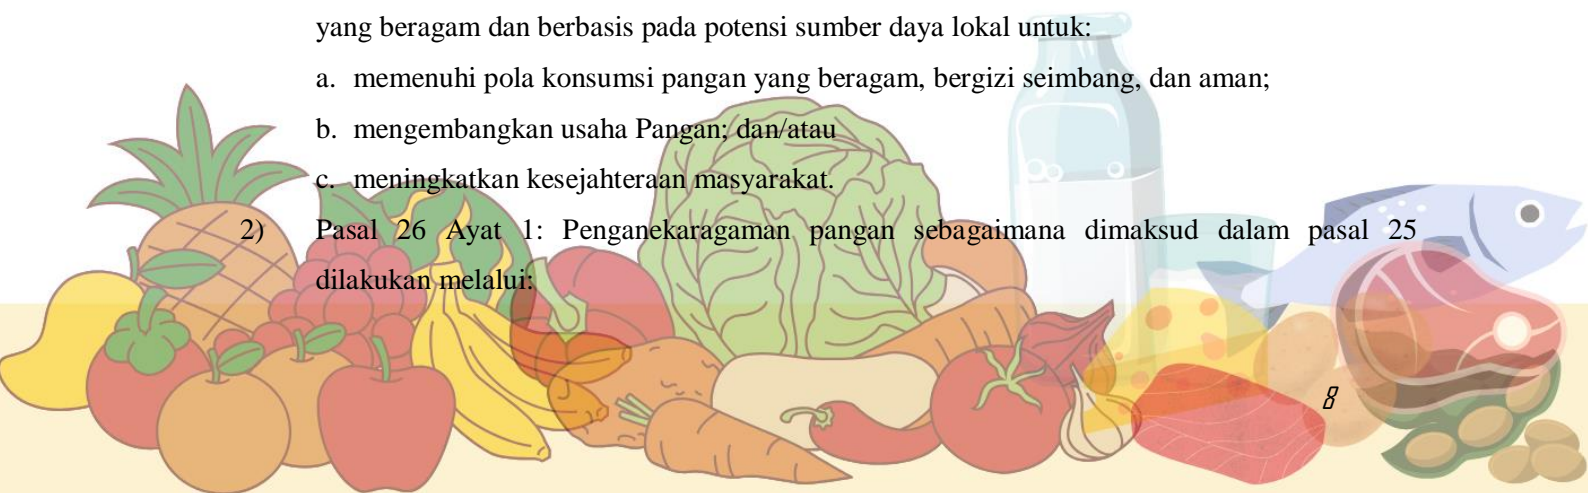 yang beragam dan berbasis pada potensi sumber daya lokal untuk:
a. memenuhi pola konsumsi pangan yang beragam, bergizi seimbang, dan aman;
b. mengembangkan usaha Pangan; dan/atau
c. meningkatkan kesejahteraan masyarakat.
2) Pasal 26 Ayat 1: Penganekaragaman pangan sebagaimana dimaksud dalam pasal 25
dilakukan melalui:
8